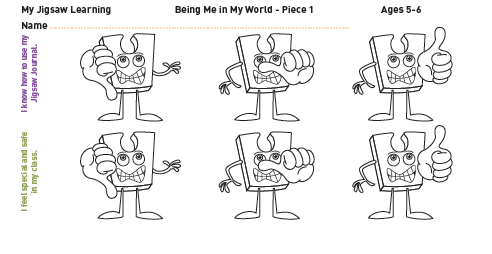 My Jigsaw Learning
Being Me in My World - Piece 1
Ages 5-6
Name
I know how to use my
Jigsaw Journal.
I feel special and safe
in my class.